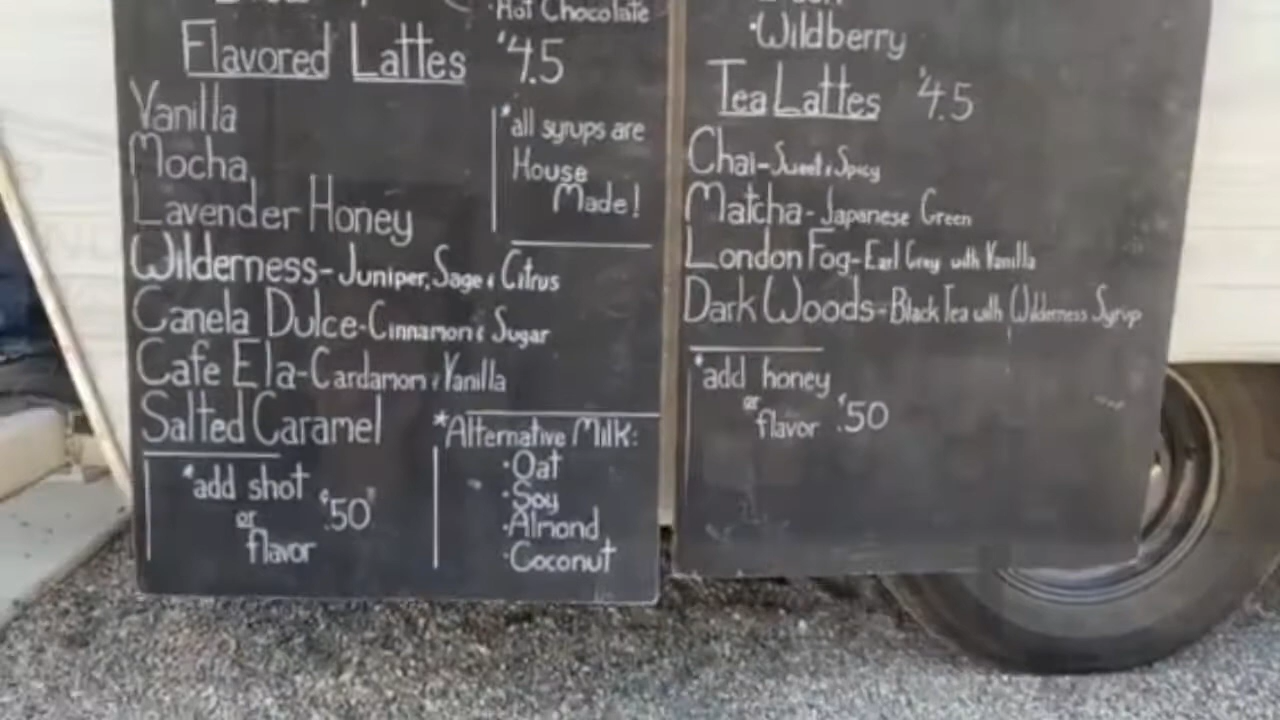 ·Hot Chocolate
Flavored Lattes $4.5
Vanilla
Mocha
Lavender Honey
Wilderness-Juniper, Sage & Citrus
Canela Dulce-Cinnamon & Sugar
Cafe Ela-Cardamom & Vanilla
Salted Caramel
*all syrups are
House
Made!
*add shot
or
flavor
$.50
*Alternative Milk:
·Oat
·Soy
·Almond
·Coconut
·Wildberry
Tea Lattes $4.5
Chai-Sweet & Spicy
Matcha-Japanese Green
London Fog-Earl Grey with Vanilla
Dark Woods-Black Tea with Wilderness Syrup
*add honey
or
flavor $.50